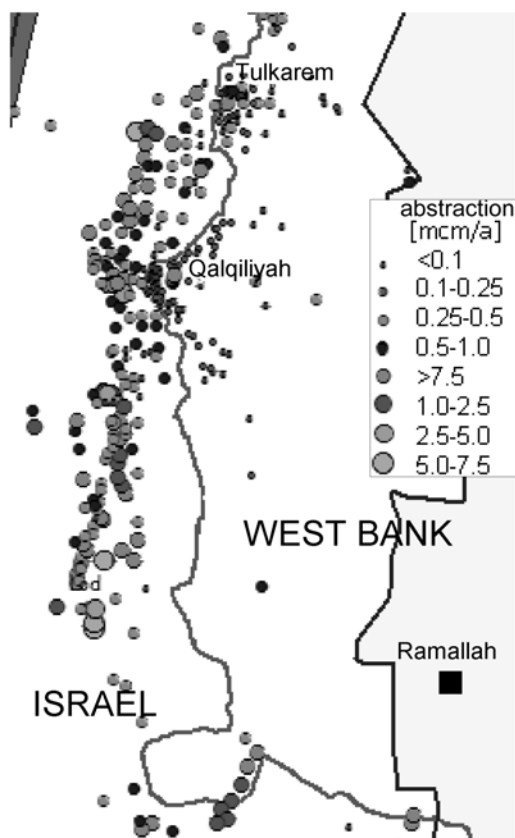 Tulkarem
Qalqiliyah
abstraction
[mcm/a]
<0.1
0.1-0.25
0.25-0.5
0.5-1.0
>7.5
1.0-2.5
2.5-5.0
5.0-7.5
WEST BANK
Lod
Ramallah
ISRAEL